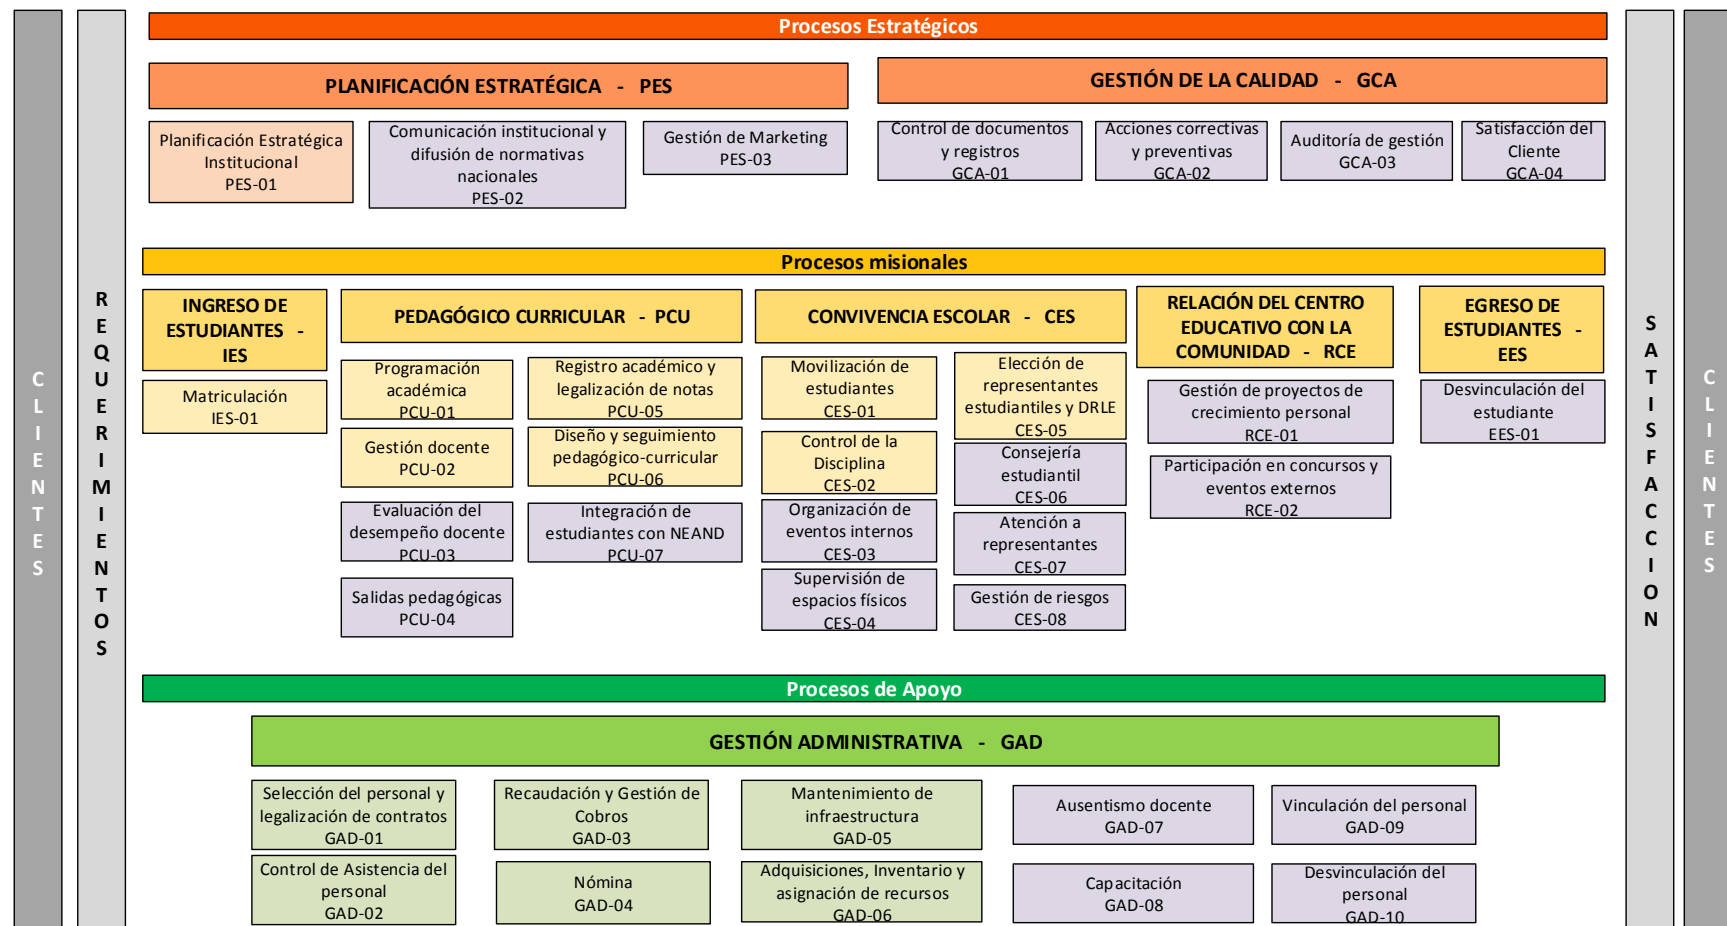 CLIENTES
REQUERIMIENTOS
Procesos Estratégicos
PLANIFICACIÓN ESTRATÉGICA - PES
Planificación Estratégica
Institucional
PES-01
Comunicación institucional y
difusión de normativas
nacionales
PES-02
Gestión de Marketing
PES-03
GESTIÓN DE LA CALIDAD - GCA
Control de documentos
y registros
GCA-01
Acciones correctivas
y preventivas
GCA-02
Auditoría de gestión
GCA-03
Satisfacción del
Cliente
GCA-04
Procesos misionales
INGRESO DE
ESTUDIANTES -
IES
Matriculación
IES-01
PEDAGÓGICO CURRICULAR - PCU
Programación
académica
PCU-01
Gestión docente
PCU-02
Evaluación del
desempeño docente
PCU-03
Salidas pedagógicas
PCU-04
Registro académico y
legalización de notas
PCU-05
Diseño y seguimiento
pedagógico-curricular
PCU-06
Integración de
estudiantes con NEAND
PCU-07
CONVIVENCIA ESCOLAR - CES
Movilización de
estudiantes
CES-01
Control de la
Disciplina
CES-02
Organización de
eventos internos
CES-03
Supervisión de
espacios físicos
CES-04
Elección de
representantes
estudiantiles y DRLE
CES-05
Consejería
estudiantil
CES-06
Atención a
representantes
CES-07
Gestión de riesgos
CES-08
RELACIÓN DEL CENTRO
EDUCATIVO CON LA
COMUNIDAD - RCE
Gestión de proyectos de
crecimiento personal
RCE-01
Participación en concursos y
eventos externos
RCE-02
EGRESO DE
ESTUDIANTES -
EES
Desvinculación del
estudiante
EES-01
Procesos de Apoyo
GESTIÓN ADMINISTRATIVA - GAD
Selección del personal y
legalización de contratos
GAD-01
Control de Asistencia del
personal
GAD-02
Recaudación y Gestión de
Cobros
GAD-03
Nómina
GAD-04
Mantenimiento de
infraestructura
GAD-05
Adquisiciones, Inventario y
asignación de recursos
GAD-06
Ausentismo docente
GAD-07
Capacitación
GAD-08
Vinculación del personal
GAD-09
Desvinculación del
personal
GAD-10
SATISFACCION
CLIENTES